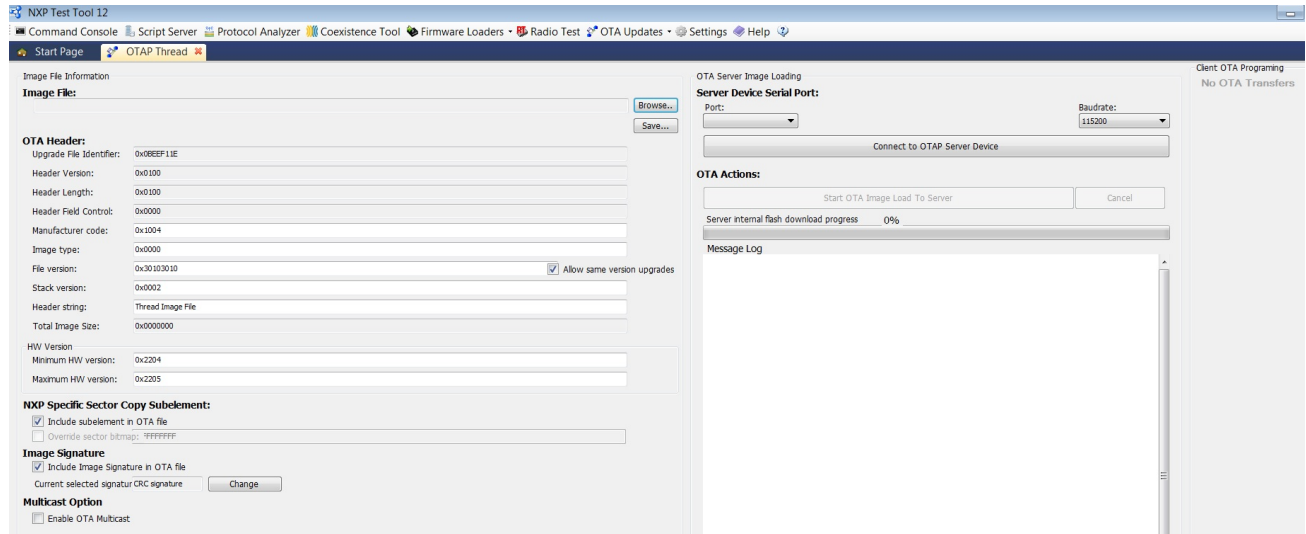 NXP Test Tool 12
Command Console Script Server Protocol Analyzer Coexistence Tool Firmware Loaders Radio Test OTA Updates Settings Help
Start Page OTAP Thread
Image File Information
Image File:
Browse..
Save...
OTA Header:
Upgrade File Identifier: 0x0BEEF11E
Header Version: 0x0100
Header Length: 0x0100
Header Field Control: 0x0000
Manufacturer code: 0x1004
Image type: 0x0000
File version: 0x30103010 Allow same version upgrades
Stack version: 0x0002
Header string: Thread Image File
Total Image Size: 0x0000000
HW Version
Minimum HW version: 0x2204
Maximum HW version: 0x2205
NXP Specific Sector Copy Subelement:
Include subelement in OTA file
Override sector bitmap: FFFFFFF
Image Signature
Include Image Signature in OTA file
Current selected signatur CRC signature Change
Multicast Option
Enable OTA Multicast
OTA Server Image Loading
Server Device Serial Port:
Port: Baudrate:
115200
Connect to OTAP Server Device
OTA Actions:
Start OTA Image Load To Server Cancel
Server internal flash download progress 0%
Message Log
Client OTA Programing
No OTA Transfers